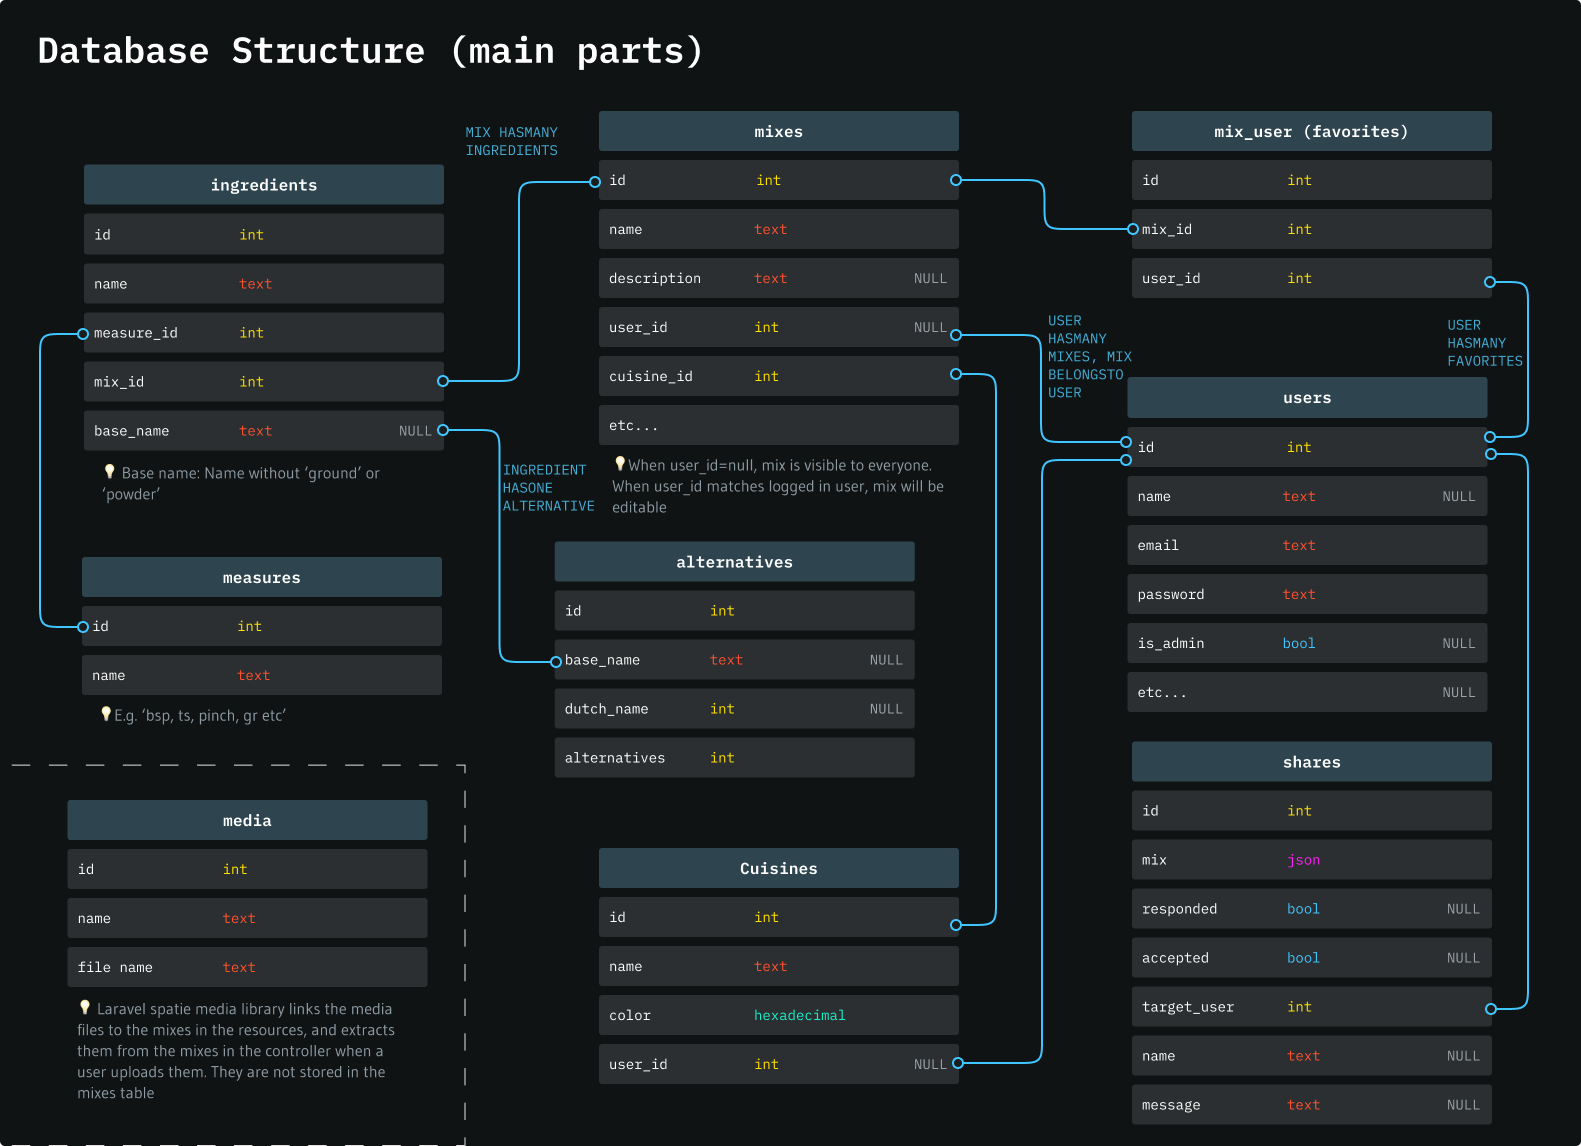 Database Structure (main parts)
MIX HASMANY
INGREDIENTS
ingredients
id int
name text
measure_id int
mix_id int
base_name text NULL
Base name: Name without ‘ground’ or
‘powder’
measures
id int
name text
E.g. ‘bsp, ts, pinch, gr etc’
media
id int
name text
file name text
Laravel spatie media library links the media
files to the mixes in the resources, and extracts
them from the mixes in the controller when a
user uploads them. They are not stored in the
mixes table
mixes
id int
name text
description text NULL
user_id int NULL
cuisine_id int
etc...
When user_id=null, mix is visible to everyone.
When user_id matches logged in user, mix will be
editable
INGREDIENT
HASONE
ALTERNATIVE
alternatives
id int
base_name text NULL
dutch_name int NULL
alternatives int
Cuisines
id int
name text
color hexadecimal
user_id int NULL
mix_user (favorites)
id int
mix_id int
user_id int
USER
HASMANY
MIXES, MIX
BELONGSTO
USER
USER
HASMANY
FAVORITES
users
id int
name text NULL
email text
password text
is_admin bool NULL
etc... NULL
shares
id int
mix json
responded bool NULL
accepted bool NULL
target_user int
name text NULL
message text NULL